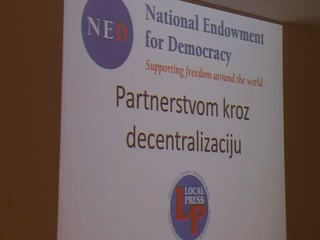 NED
National Endowment
for Democracy
Supporting freedom around the world
Partnerstvom kroz
decentralizaciju
LOCAL
PRESS
LP